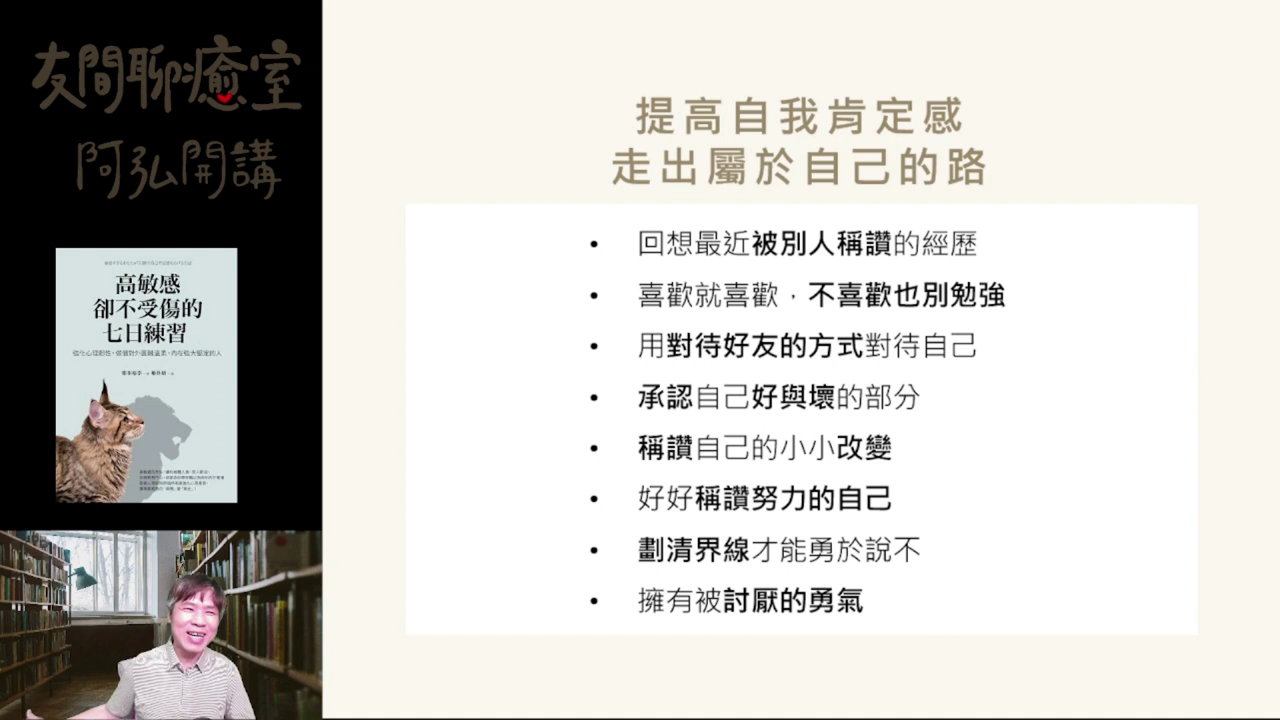 友間聊癒室
阿弘開講
高敏感
卻不受傷的
七日練習
提高自我肯定感
走出屬於自己的路
• 回想最近被別人稱讚的經歷
• 喜歡就喜歡，不喜歡也別勉強
• 用對待好友的方式對待自己
• 承認自己好與壞的部分
• 稱讚自己的小小改變
• 好好稱讚努力的自己
• 劃清界線才能勇於說不
• 擁有被討厭的勇氣